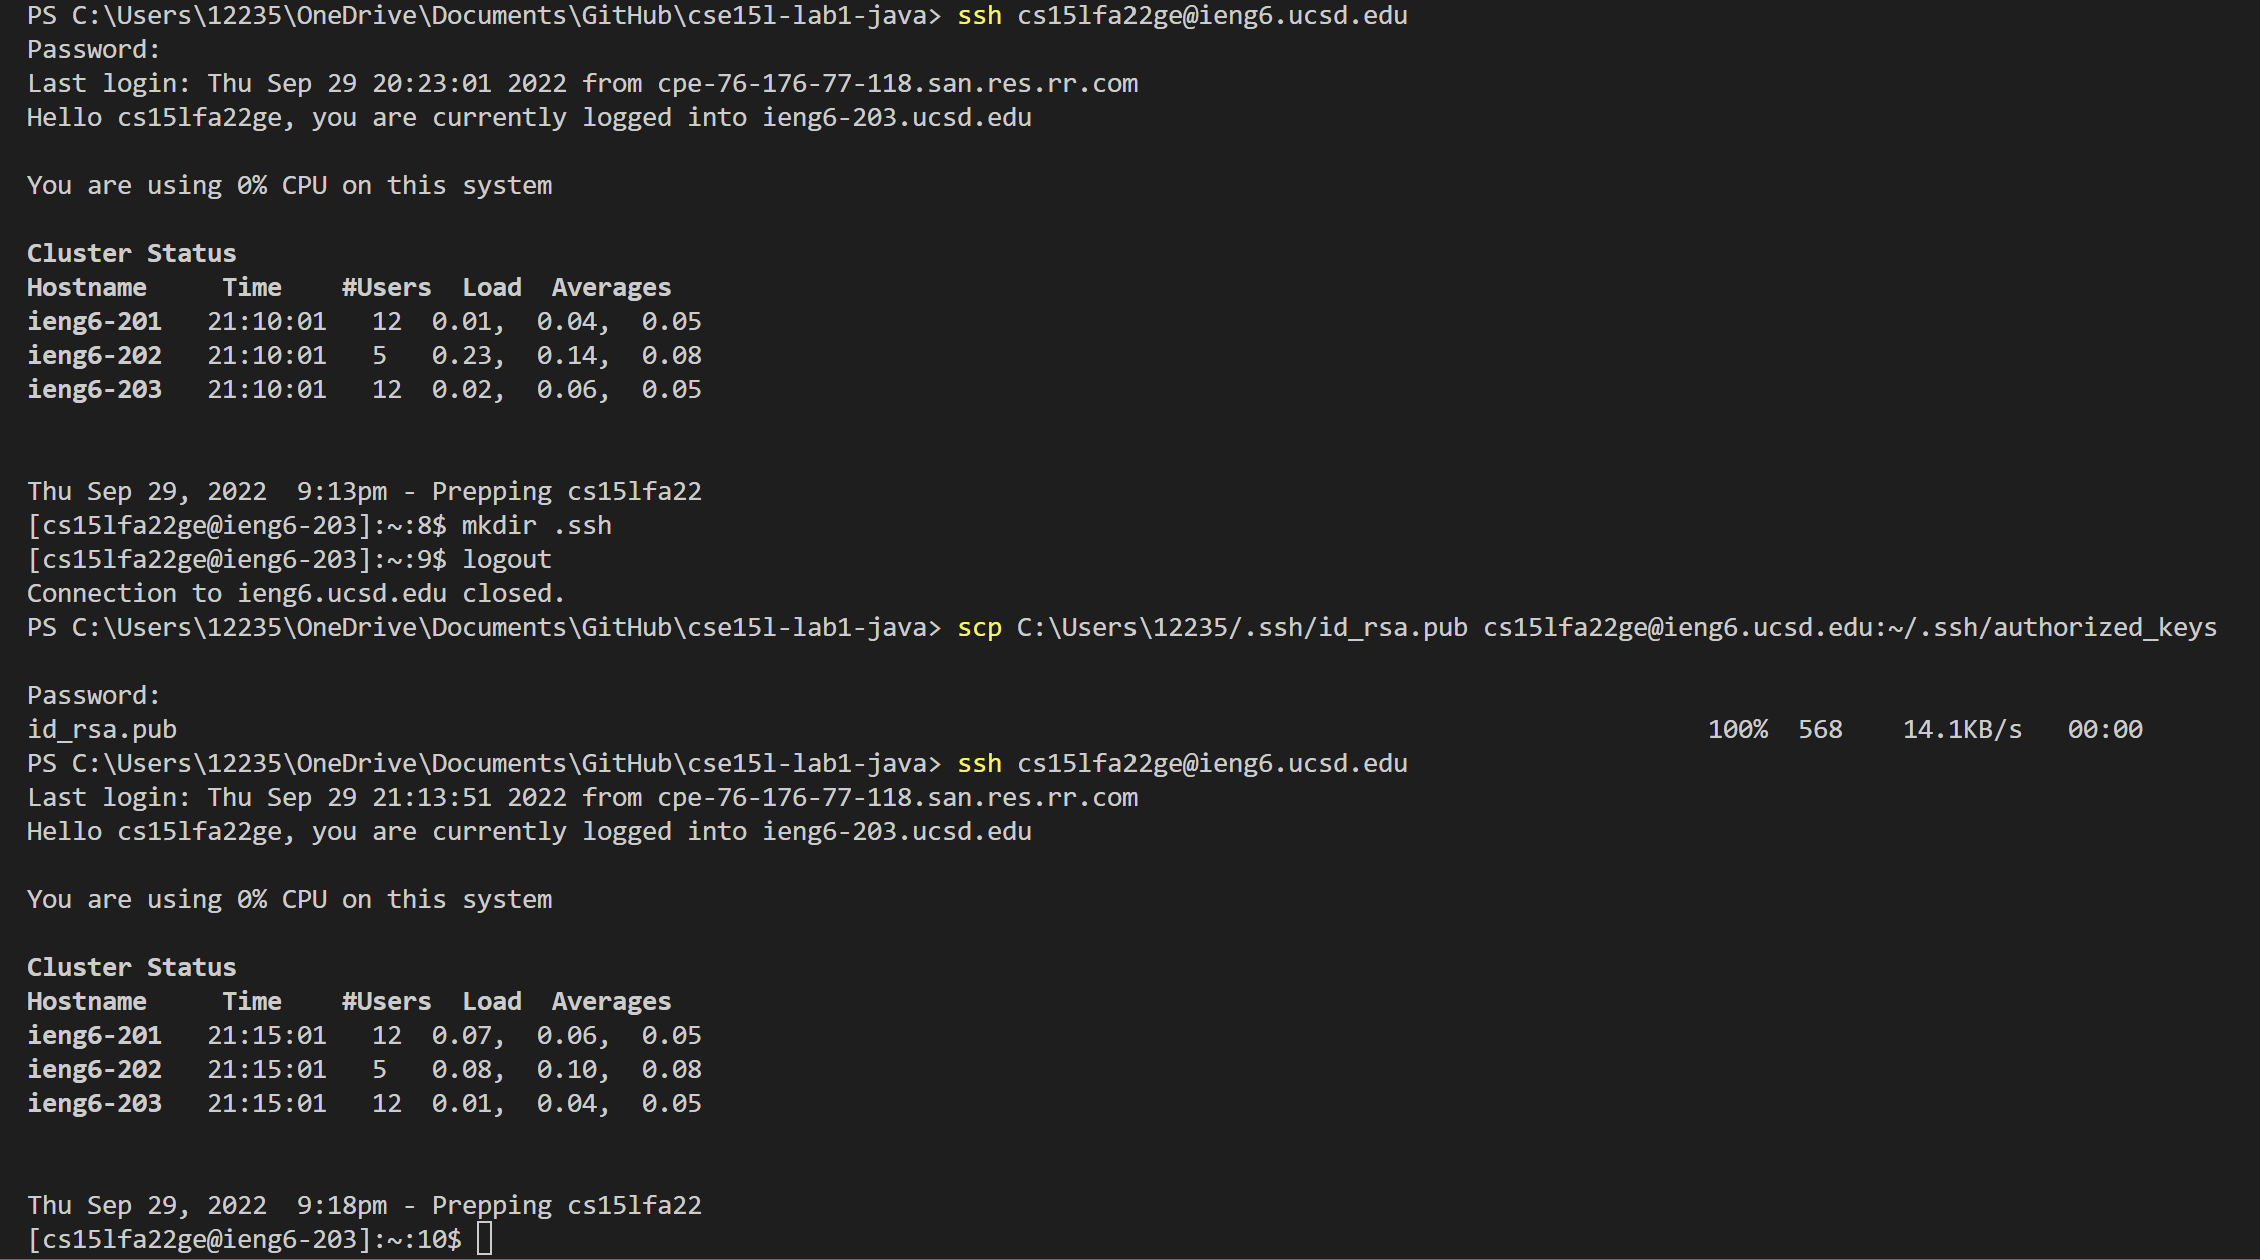 PS C:\Users\12235\OneDrive\Documents\GitHub\cse15l-lab1-java> ssh cs15lfa22ge@ieng6.ucsd.edu
Password:
Last login: Thu Sep 29 20:23:01 2022 from cpe-76-176-77-118.san.res.rr.com
Hello cs15lfa22ge, you are currently logged into ieng6-203.ucsd.edu
You are using 0% CPU on this system
Cluster Status
Hostname     Time    #Users  Load  Averages
ieng6-201   21:10:01   12  0.01,  0.04,  0.05
ieng6-202   21:10:01   5   0.23,  0.14,  0.08
ieng6-203   21:10:01   12  0.02,  0.06,  0.05
Thu Sep 29, 2022  9:13pm - Prepping cs15lfa22
[cs15lfa22ge@ieng6-203]:~:8$ mkdir .ssh
[cs15lfa22ge@ieng6-203]:~:9$ logout
Connection to ieng6.ucsd.edu closed.
PS C:\Users\12235\OneDrive\Documents\GitHub\cse15l-lab1-java> scp C:\Users\12235/.ssh/id_rsa.pub cs15lfa22ge@ieng6.ucsd.edu:~/.ssh/authorized_keys
Password:
id_rsa.pub    100%  568    14.1KB/s   00:00
PS C:\Users\12235\OneDrive\Documents\GitHub\cse15l-lab1-java> ssh cs15lfa22ge@ieng6.ucsd.edu
Last login: Thu Sep 29 21:13:51 2022 from cpe-76-176-77-118.san.res.rr.com
Hello cs15lfa22ge, you are currently logged into ieng6-203.ucsd.edu
You are using 0% CPU on this system
Cluster Status
Hostname     Time    #Users  Load  Averages
ieng6-201   21:15:01   12  0.07,  0.06,  0.05
ieng6-202   21:15:01   5   0.08,  0.10,  0.08
ieng6-203   21:15:01   12  0.01,  0.04,  0.05
Thu Sep 29, 2022  9:18pm - Prepping cs15lfa22
[cs15lfa22ge@ieng6-203]:~:10$